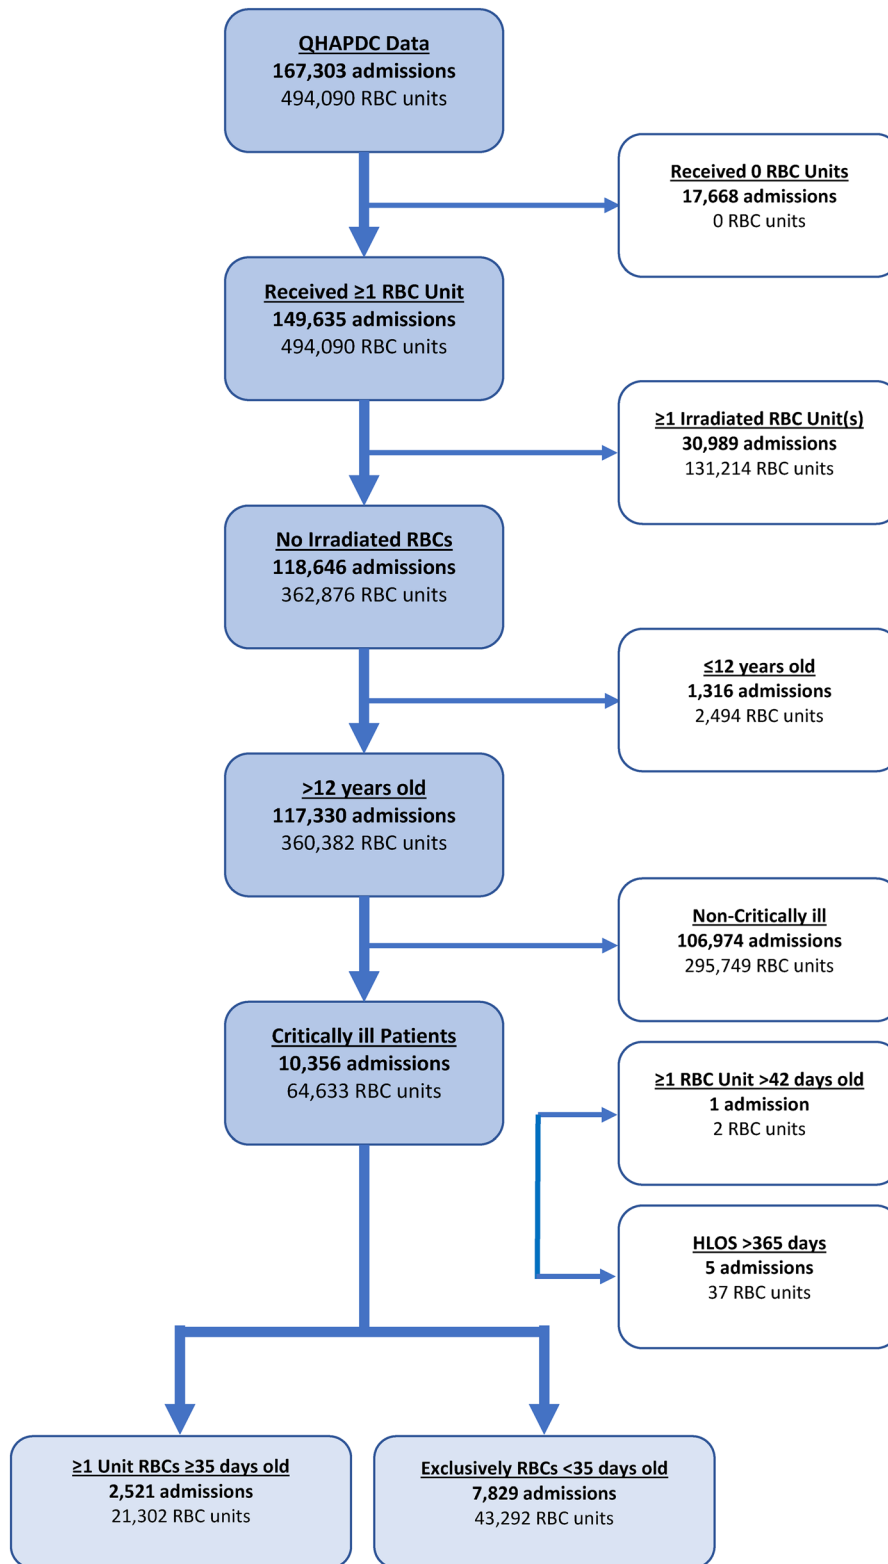 QHAPDC Data
167,303 admissions
494,090 RBC units
Received 0 RBC Units
17,668 admissions
0 RBC units
Received ≥1 RBC Unit
149,635 admissions
494,090 RBC units
≥1 Irradiated RBC Unit(s)
30,989 admissions
131,214 RBC units
No Irradiated RBCs
118,646 admissions
362,876 RBC units
≤12 years old
1,316 admissions
2,494 RBC units
>12 years old
117,330 admissions
360,382 RBC units
Non-Critically ill
106,974 admissions
295,749 RBC units
Critically ill Patients
10,356 admissions
64,633 RBC units
≥1 RBC Unit >42 days old
1 admission
2 RBC units
HLOS >365 days
5 admissions
37 RBC units
≥1 Unit RBCs ≥35 days old
2,521 admissions
21,302 RBC units
Exclusively RBCs <35 days old
7,829 admissions
43,292 RBC units